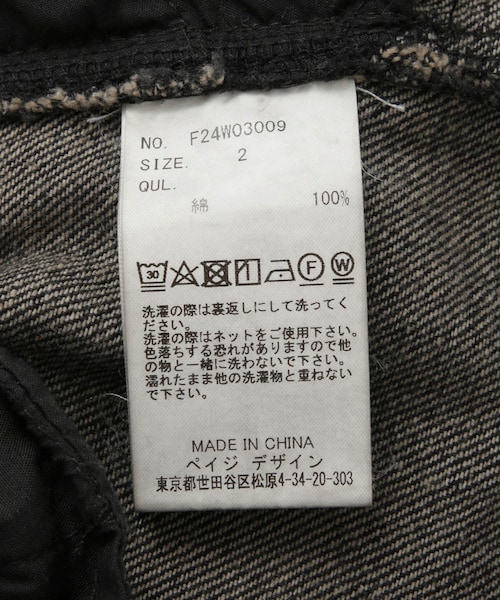 NO. F24W03009
SIZE. 2
QUL.
綿 100%
30 F W
洗濯の際は裏返しにして洗ってく
ださい。
洗濯の際はネットをご使用下さい。
色落ちする恐れがありますので他
の物と一緒に洗わないで下さい。
濡れたまま他の洗濯物と重ねない
で下さい。
MADE IN CHINA
ペイジ デザイン
東京都世田谷区松原4-34-20-303